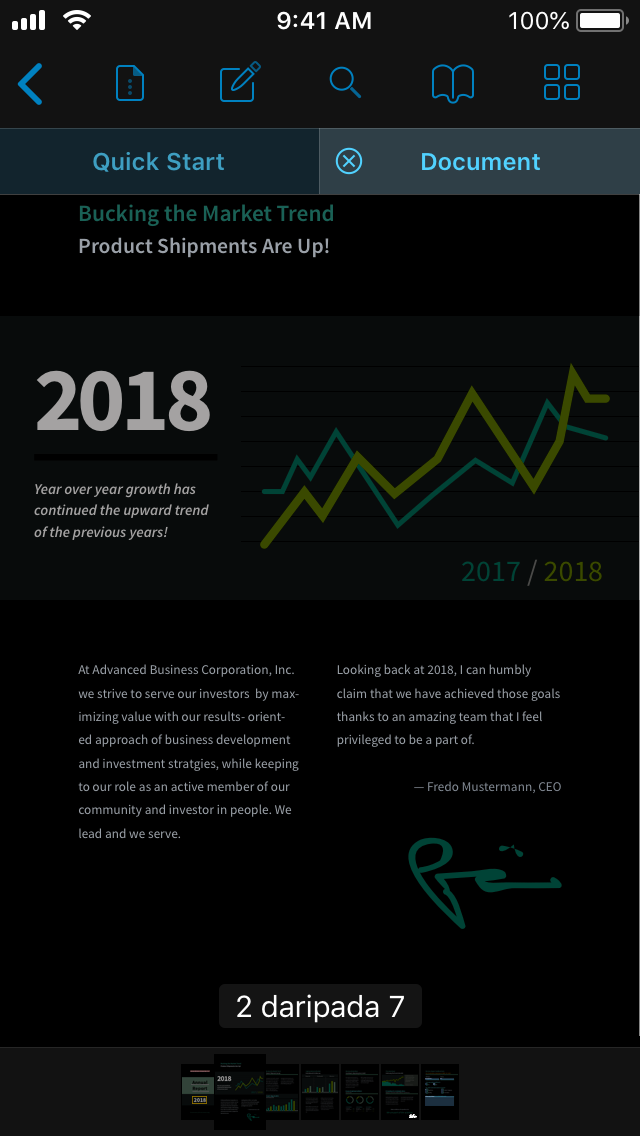 9:41 AM
100%
Quick Start
Document
Bucking the Market Trend
Product Shipments Are Up!
2018
Year over year growth has
continued the upward trend
of the previous years!
2017 / 2018
At Advanced Business Corporation, Inc.
we strive to serve our investors by max-
imizing value with our results- orient-
ed approach of business development
and investment stratgies, while keeping
to our role as an active member of our
community and investor in people. We
lead and we serve.
Looking back at 2018, I can humbly
claim that we have achieved those goals
thanks to an amazing team that I feel
privileged to be a part of.
— Fredo Mustermann, CEO
2 daripada 7
Annual
Report
2018
2018